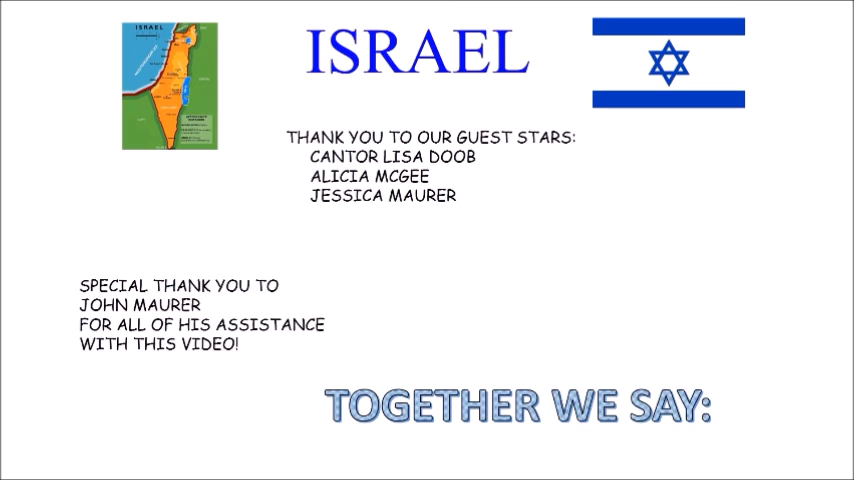 ISRAEL
ISRAEL
THANK YOU TO OUR GUEST STARS:
CANTOR LISA DOOB
ALICIA MCGEE
JESSICA MAURER
SPECIAL THANK YOU TO
JOHN MAURER
FOR ALL OF HIS ASSISTANCE
WITH THIS VIDEO!
TOGETHER WE SAY: